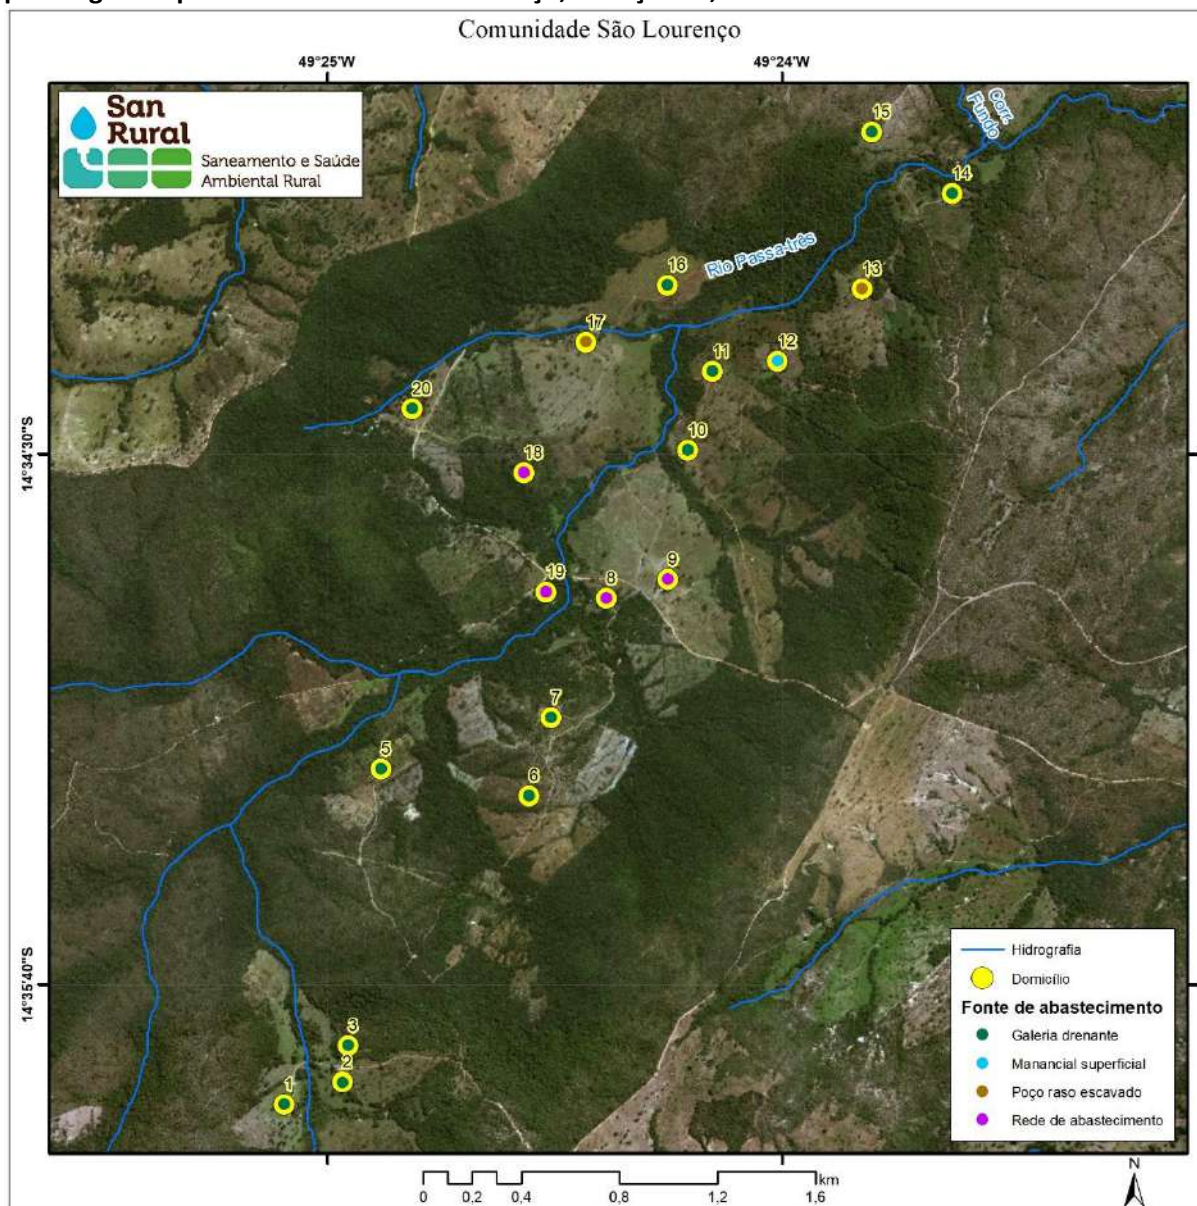 Comunidade São Lourenço
49°25'W
49°24'W
San
Rural
Saneamento e Saúde
Ambiental Rural
Corr.
Fundo
15
14
Rio Passa-três
16
13
17
12
11
20
10
18
14°34'30"S
9
19
8
7
5
6
14°35'40"S
3
2
1
Hidrografia
Domicílio
Fonte de abastecimento
Galeria drenante
Manancial superficial
Poço raso escavado
Rede de abastecimento
0 0,2 0,4 0,8 1,2 1,6 km
N